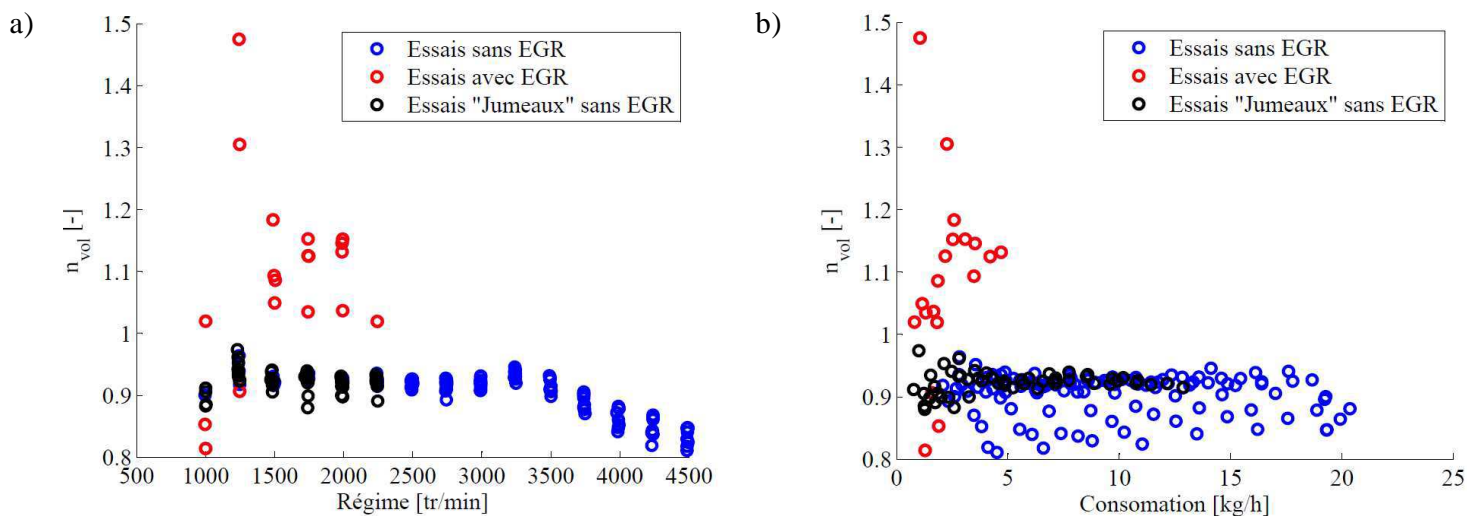 a)
1.5
1.4
1.3
1.2
1.1
1
0.9
0.8
n_vol [-]
500 1000 1500 2000 2500 3000 3500 4000 4500
Régime [tr/min]
Essais sans EGR
Essais avec EGR
Essais "Jumeaux" sans EGR
b)
1.5
1.4
1.3
1.2
1.1
1
0.9
0.8
n_vol [-]
0 5 10 15 20 25
Consomation [kg/h]
Essais sans EGR
Essais avec EGR
Essais "Jumeaux" sans EGR